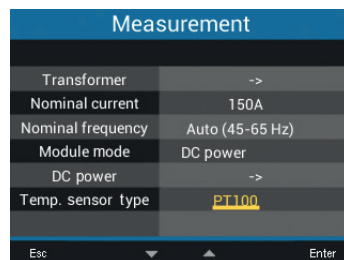 Measurement
Transformer ->
Nominal current 150A
Nominal frequency Auto (45-65 Hz)
Module mode DC power
DC power ->
Temp. sensor type PT100
Esc Enter